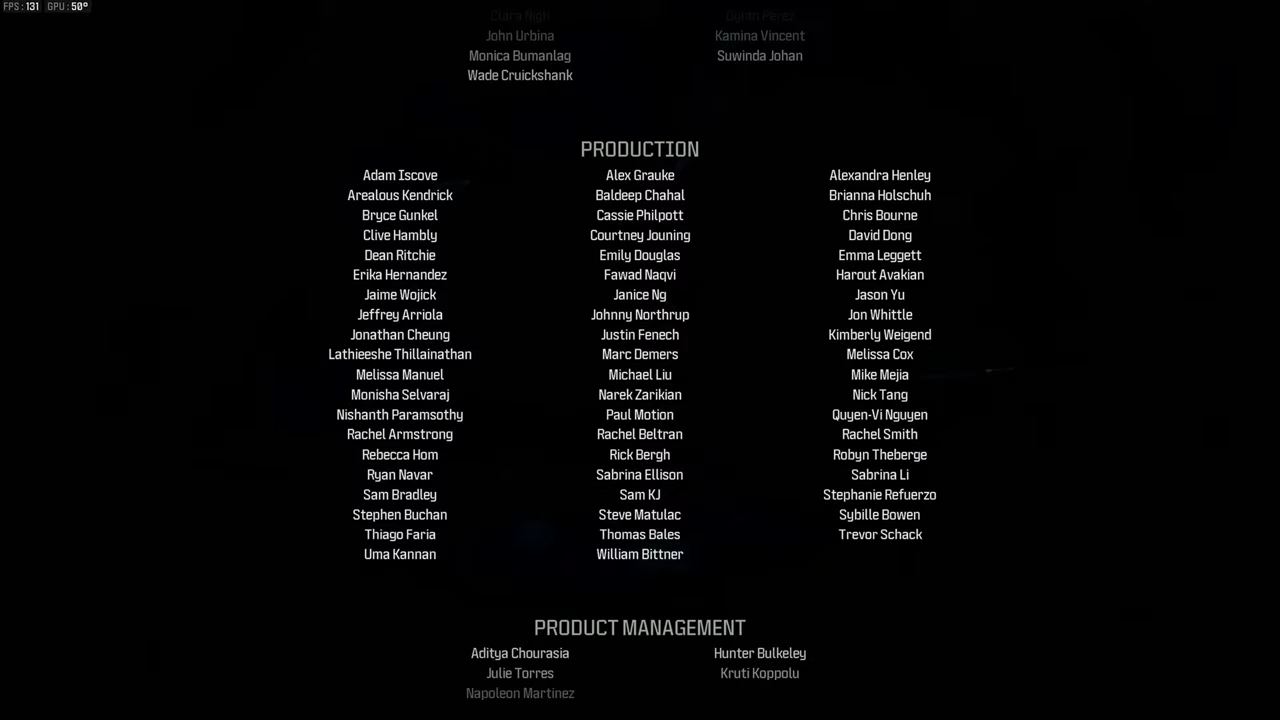 FPS: 131 GPU: 50°
Clara Nigh Dylan Perez
John Urbina Kamina Vincent
Monica Bumanlag Suwinda Johan
Wade Cruickshank
PRODUCTION
Adam Iscove Alex Grauke Alexandra Henley
Arealous Kendrick Baldeep Chahal Brianna Holschuh
Bryce Gunkel Cassie Philpott Chris Bourne
Clive Hambly Courtney Jouning David Dong
Dean Ritchie Emily Douglas Emma Leggett
Erika Hernandez Fawad Naqvi Harout Avakian
Jaime Wojick Janice Ng Jason Yu
Jeffrey Arriola Johnny Northrup Jon Whittle
Jonathan Cheung Justin Fenech Kimberly Weigend
Lathieeshe Thillainathan Marc Demers Melissa Cox
Melissa Manuel Michael Liu Mike Mejia
Monisha Selvaraj Narek Zarikian Nick Tang
Nishanth Paramsothy Paul Motion Quyen-Vi Nguyen
Rachel Armstrong Rachel Beltran Rachel Smith
Rebecca Hom Rick Bergh Robyn Theberge
Ryan Navar Sabrina Ellison Sabrina Li
Sam Bradley Sam KJ Stephanie Refuerzo
Stephen Buchan Steve Matulac Sybille Bowen
Thiago Faria Thomas Bales Trevor Schack
Uma Kannan William Bittner
PRODUCT MANAGEMENT
Aditya Chourasia Hunter Bulkeley
Julie Torres Kruti Koppolu
Napoleon Martinez